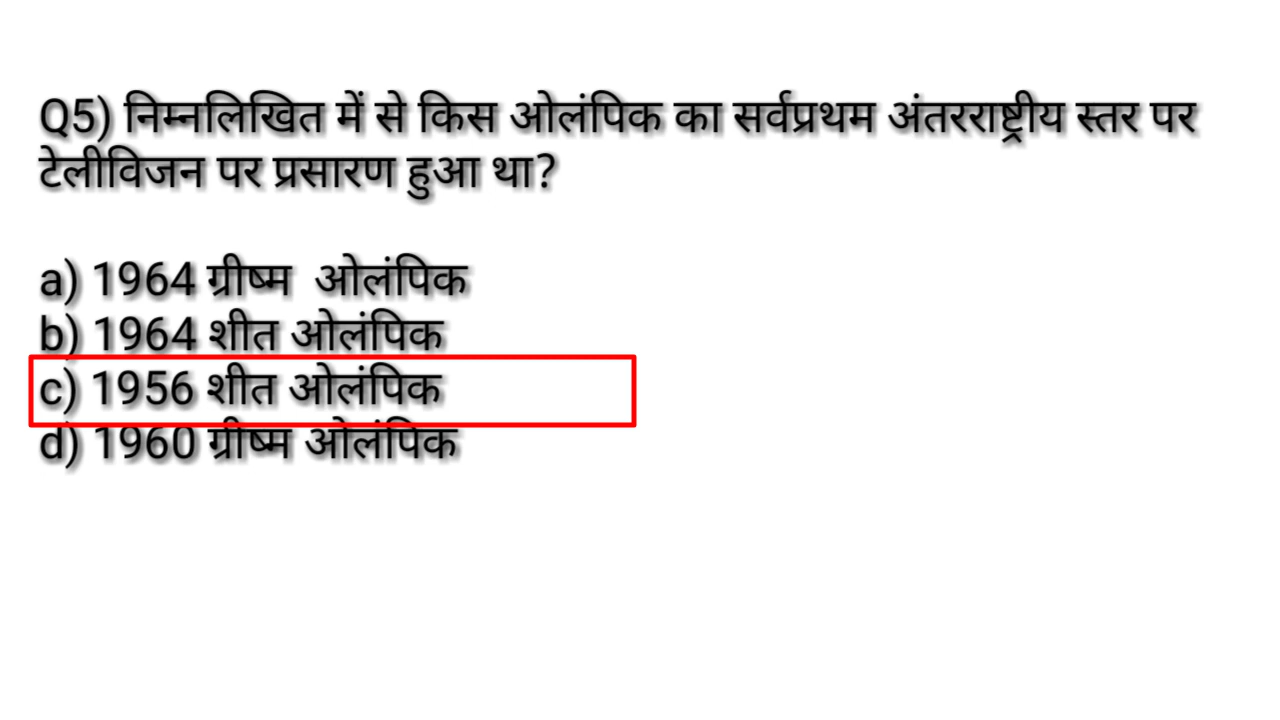 Q5) निम्नलिखित में से किस ओलंपिक का सर्वप्रथम अंतरराष्ट्रीय स्तर पर
टेलीविजन पर प्रसारण हुआ था?
a) 1964 ग्रीष्म ओलंपिक
b) 1964 शीत ओलंपिक
c) 1956 शीत ओलंपिक
d) 1960 ग्रीष्म ओलंपिक